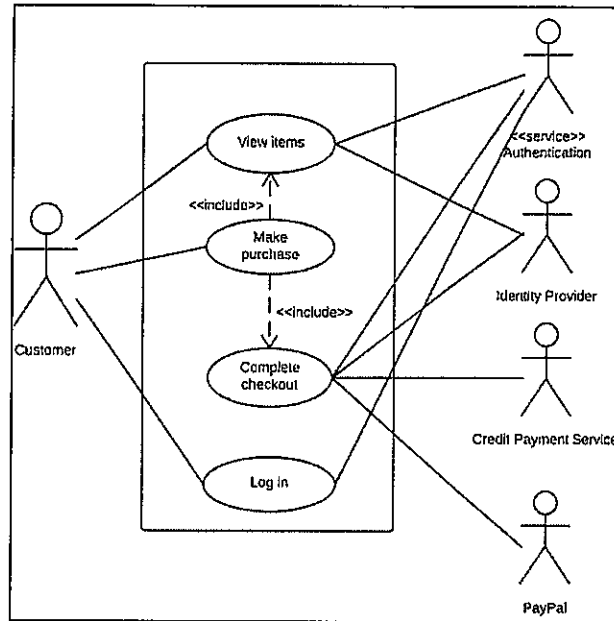 View items
<<service>>
Authentication
<<include>>
Make
purchase
Identity Provider
<<include>>
Customer
Complete
checkout
Credit Payment Service
Log in
PayPal